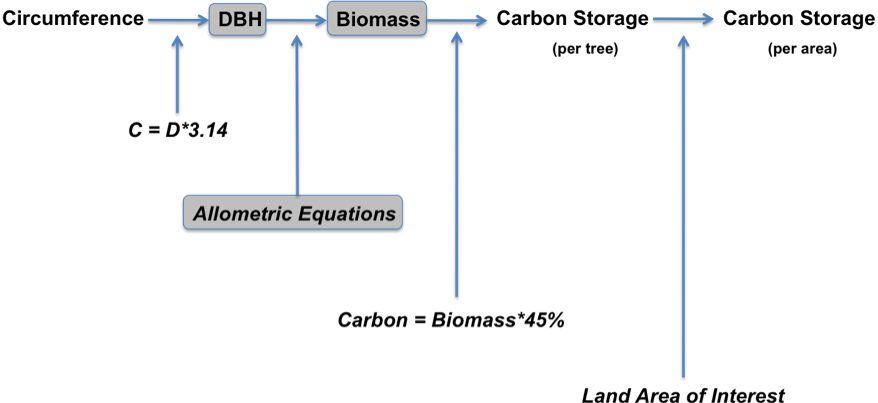 Circumference DBH Biomass Carbon Storage Carbon Storage
(per tree) (per area)
C = D*3.14
Allometric Equations
Carbon = Biomass*45%
Land Area of Interest